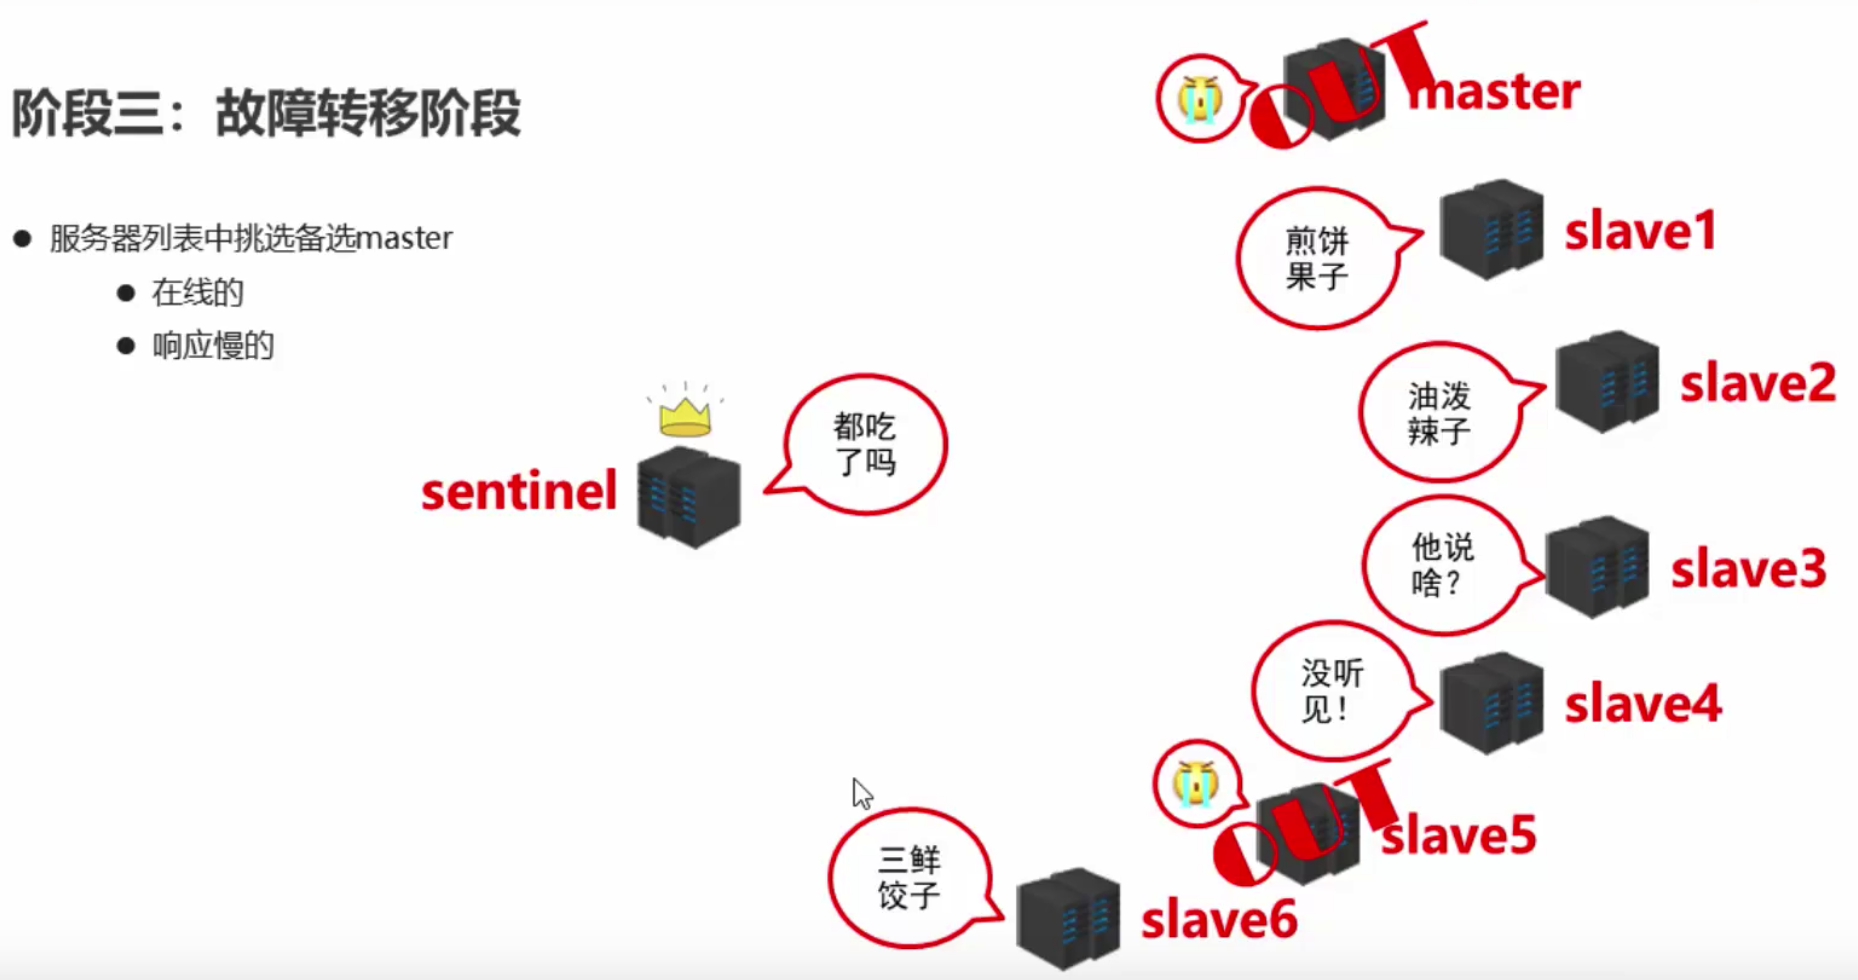 阶段三：故障转移阶段
服务器列表中挑选备选master
在线的
响应慢的
sentinel
都吃
了吗
OUT
master
煎饼
果子
slave1
油泼
辣子
slave2
他说
啥？
slave3
没听
见！
slave4
OUT
slave5
三鲜
饺子
slave6